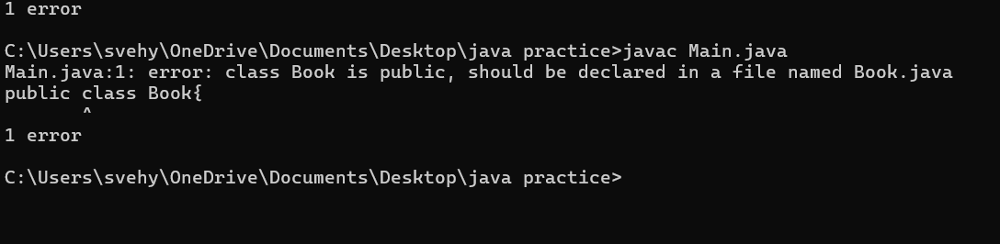 1 error
C:\Users\svehy\OneDrive\Documents\Desktop\java practice>javac Main.java
Main.java:1: error: class Book is public, should be declared in a file named Book.java
public class Book{
       ^
1 error
C:\Users\svehy\OneDrive\Documents\Desktop\java practice>